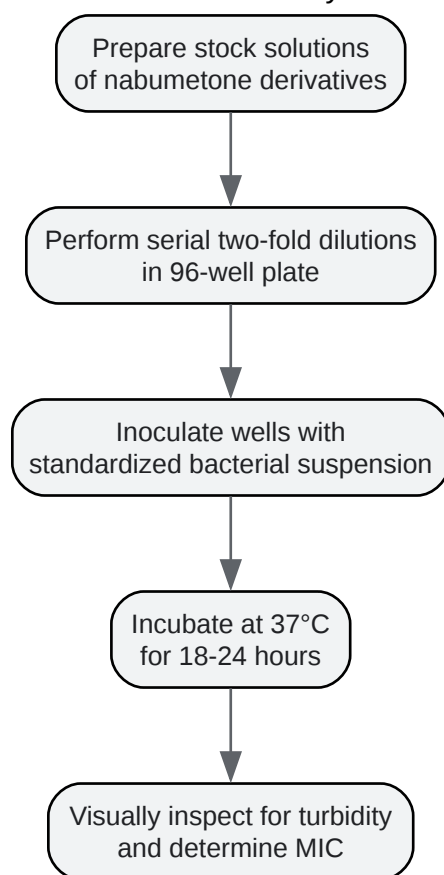 Prepare stock solutions
of nabumetone derivatives
Perform serial two-fold dilutions
in 96-well plate
Inoculate wells with
standardized bacterial suspension
Incubate at 37°C
for 18-24 hours
Visually inspect for turbidity
and determine MIC